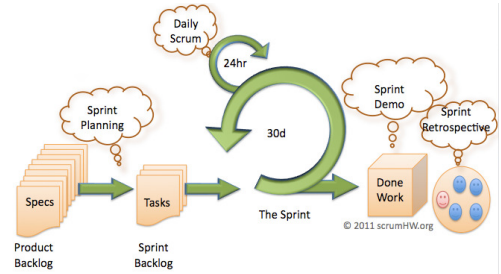 Daily
Scrum
24hr
Sprint
Planning
30d
Sprint
Demo
Sprint
Retrospective
Specs
Tasks
The Sprint
Done
Work
© 2011 scrumHW.org
Product
Backlog
Sprint
Backlog